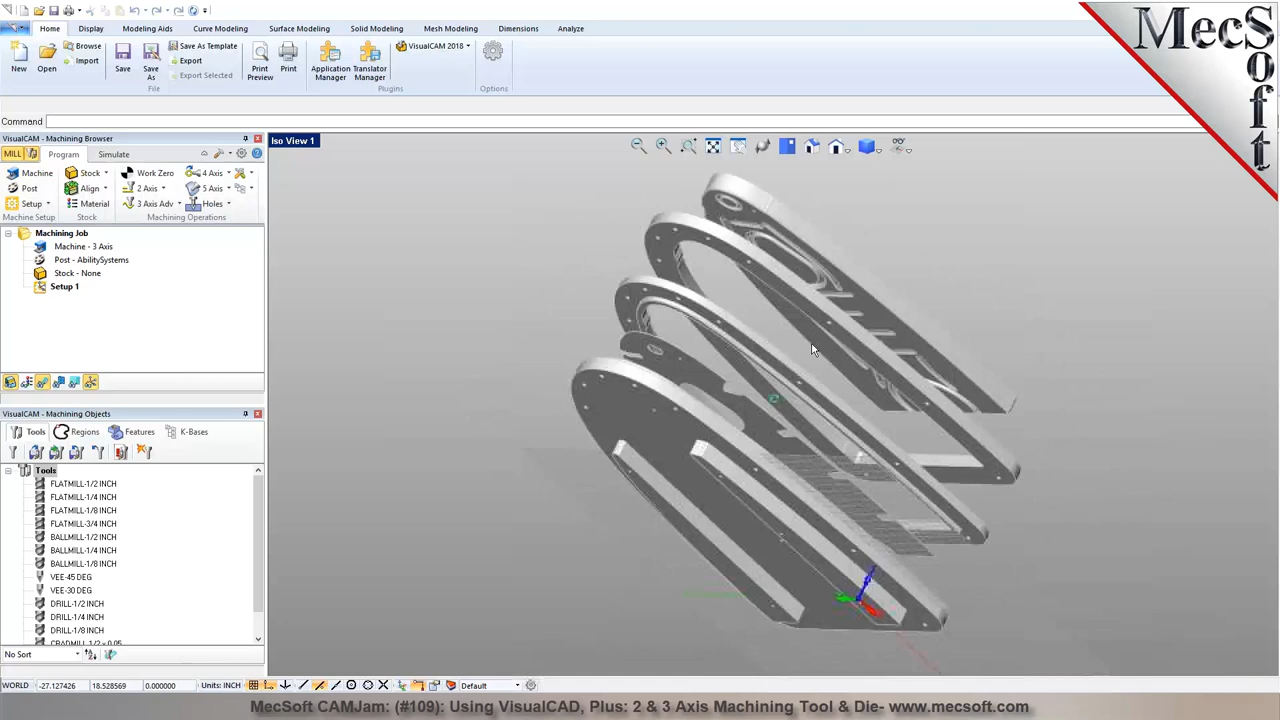 MecSoft
Home Display Modeling Aids Curve Modeling Surface Modeling Solid Modeling Mesh Modeling Dimensions Analyze
New Open Browse Import Save Save As Save As Template Export Export Selected Print Preview Print Application Manager Translator Manager VisualCAM 2018
File Plugins Options
Command
VisualCAM - Machining Browser
Iso View 1
MILL Program Simulate
Machine Stock Work Zero 4 Axis
Post Align 2 Axis 5 Axis
Setup Material 3 Axis Adv Holes
Machine Setup Stock Machining Operations
Machining Job
Machine - 3 Axis
Post - AbilitySystems
Stock - None
Setup 1
VisualCAM - Machining Objects
Tools Regions Features K-Bases
Tools
FLATMILL-1/2 INCH
FLATMILL-1/4 INCH
FLATMILL-1/8 INCH
FLATMILL-3/4 INCH
BALLMILL-1/2 INCH
BALLMILL-1/4 INCH
BALLMILL-1/8 INCH
VEE-45 DEG
VEE-30 DEG
DRILL-1/2 INCH
DRILL-1/4 INCH
DRILL-1/8 INCH
No Sort
WORLD -27.127426 18.528569 0.000000 Units: INCH Default
MecSoft CAMJam: (#109): Using VisualCAD, Plus: 2 & 3 Axis Machining Tool & Die- www.mecsoft.com